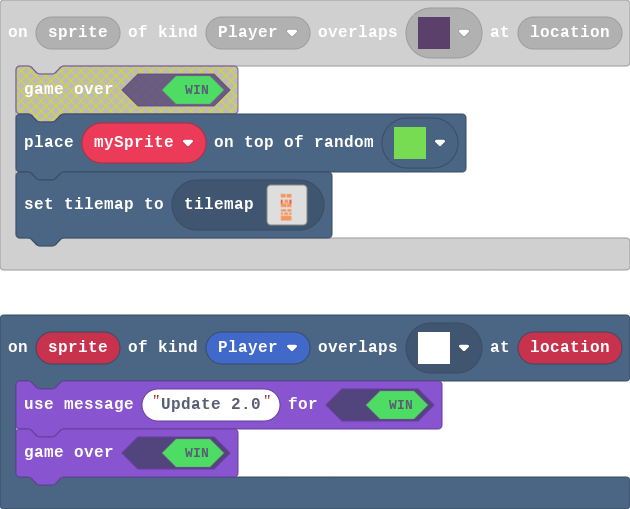 on sprite of kind Player overlaps at location
game over WIN
place mySprite on top of random
set tilemap to tilemap
on sprite of kind Player overlaps at location
use message "Update 2.0" for WIN
game over WIN